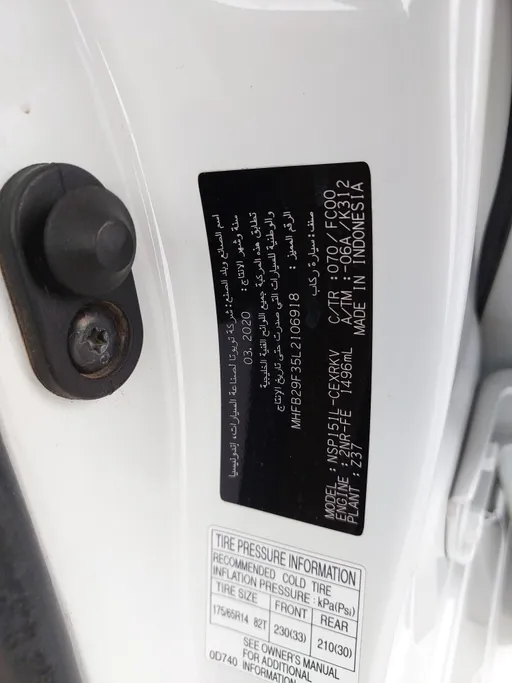 اسم الصانع وبلد الصنع: شركة تويوتا لصناعة السيارات، إندونيسيا
سنة وشهر الانتاج: 03. 2020
تطابق هذه المركبة جميع اللوائح الفنية الخليجية
والوطنية للسيارات التي صدرت حتى تاريخ الانتاج
الرقم المميز: MHFB29F35L2106918
صنف: سيارة ركاب
MODEL : NSP151L-CEXRKV C/TR : 070/FC00
ENGINE : 2NR-FE 1496mL A/TM : -06A/K312
PLANT : Z37 MADE IN INDONESIA
TIRE PRESSURE INFORMATION
RECOMMENDED COLD TIRE
INFLATION PRESSURE : kPa(Psi)
TIRE SIZE FRONT REAR
175/65R14 82T 230(33) 210(30)
SEE OWNER'S MANUAL
0D740 FOR ADDITIONAL
INFORMATION